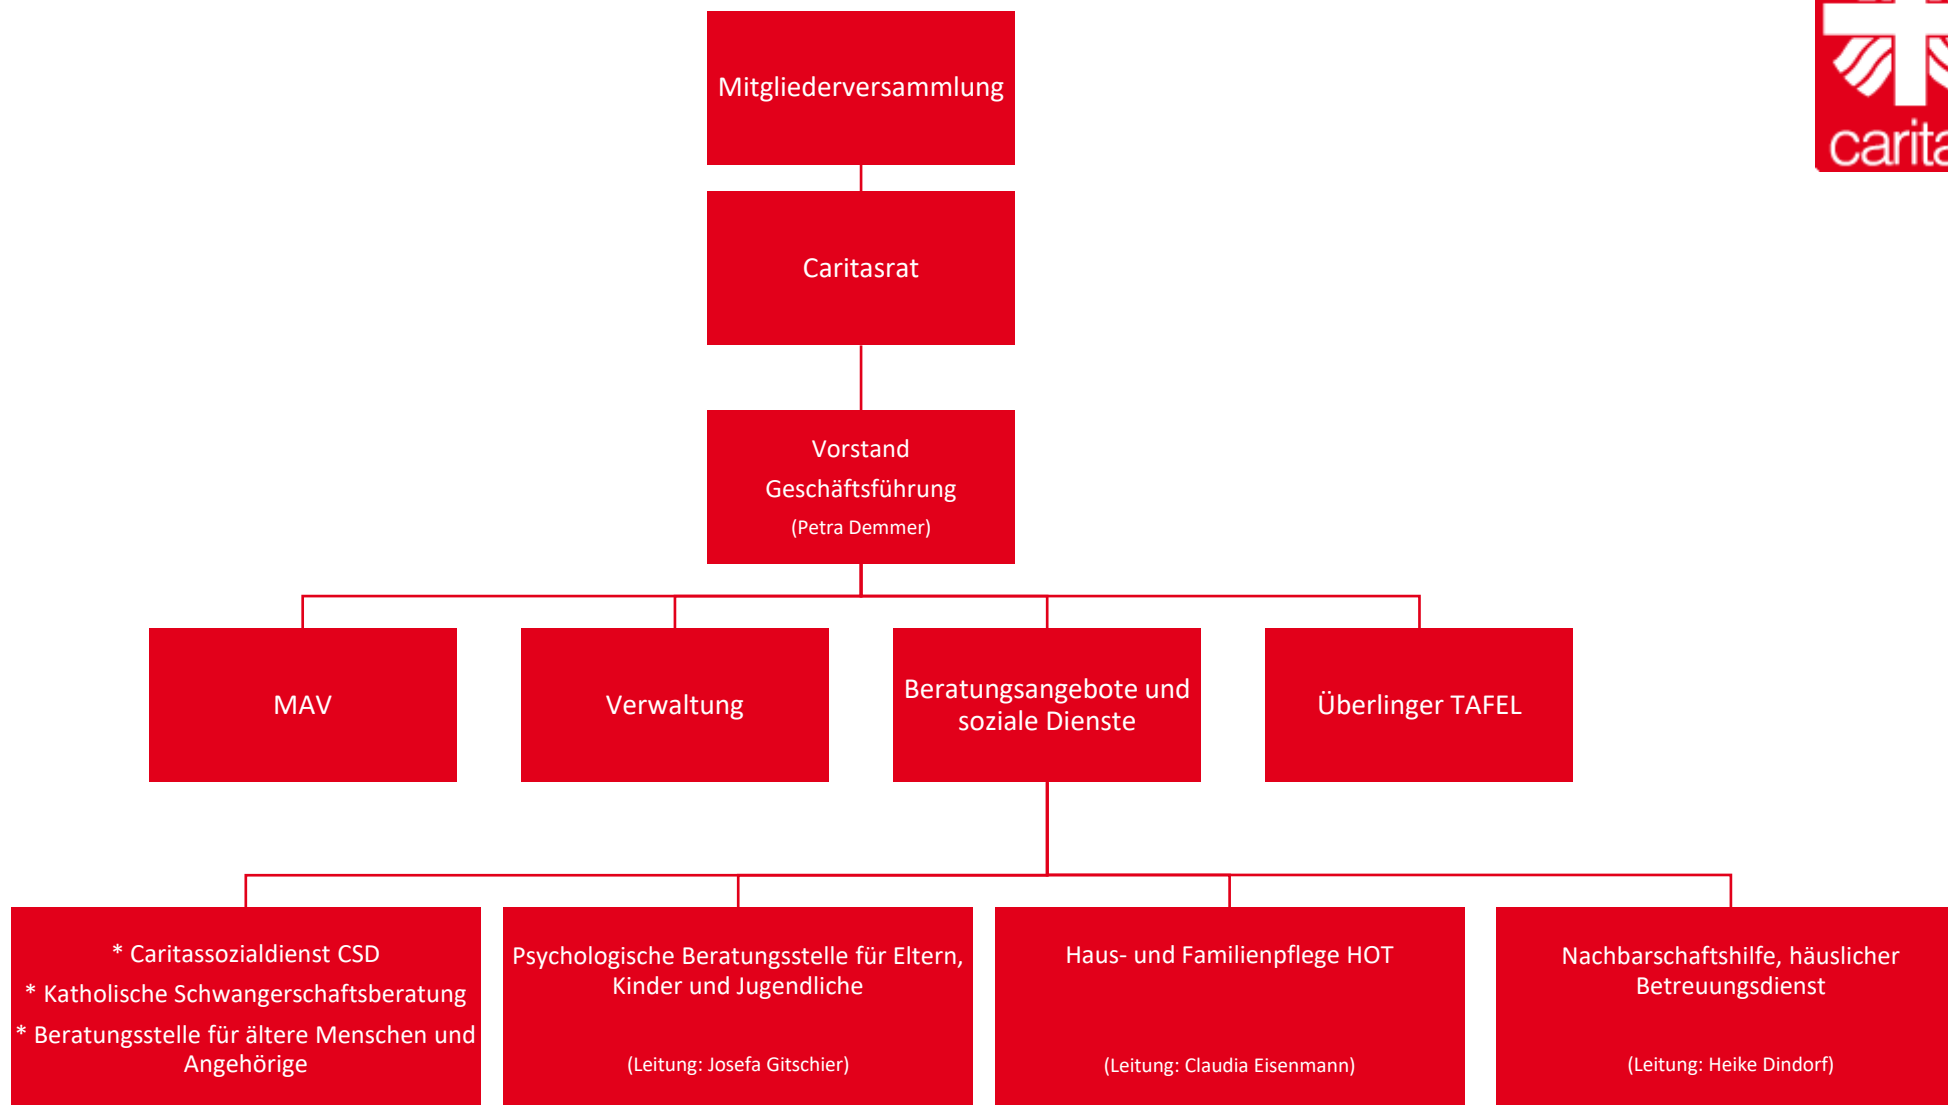 Mitgliederversammlung
Caritasrat
Vorstand
Geschäftsführung
(Petra Demmer)
MAV
Verwaltung
Beratungsangebote und
soziale Dienste
Überlinger TAFEL
* Caritassozialdienst CSD
* Katholische Schwangerschaftsberatung
* Beratungsstelle für ältere Menschen und
Angehörige
Psychologische Beratungsstelle für Eltern,
Kinder und Jugendliche
(Leitung: Josefa Gitschier)
Haus- und Familienpflege HOT
(Leitung: Claudia Eisenmann)
Nachbarschaftshilfe, häuslicher
Betreuungsdienst
(Leitung: Heike Dindorf)